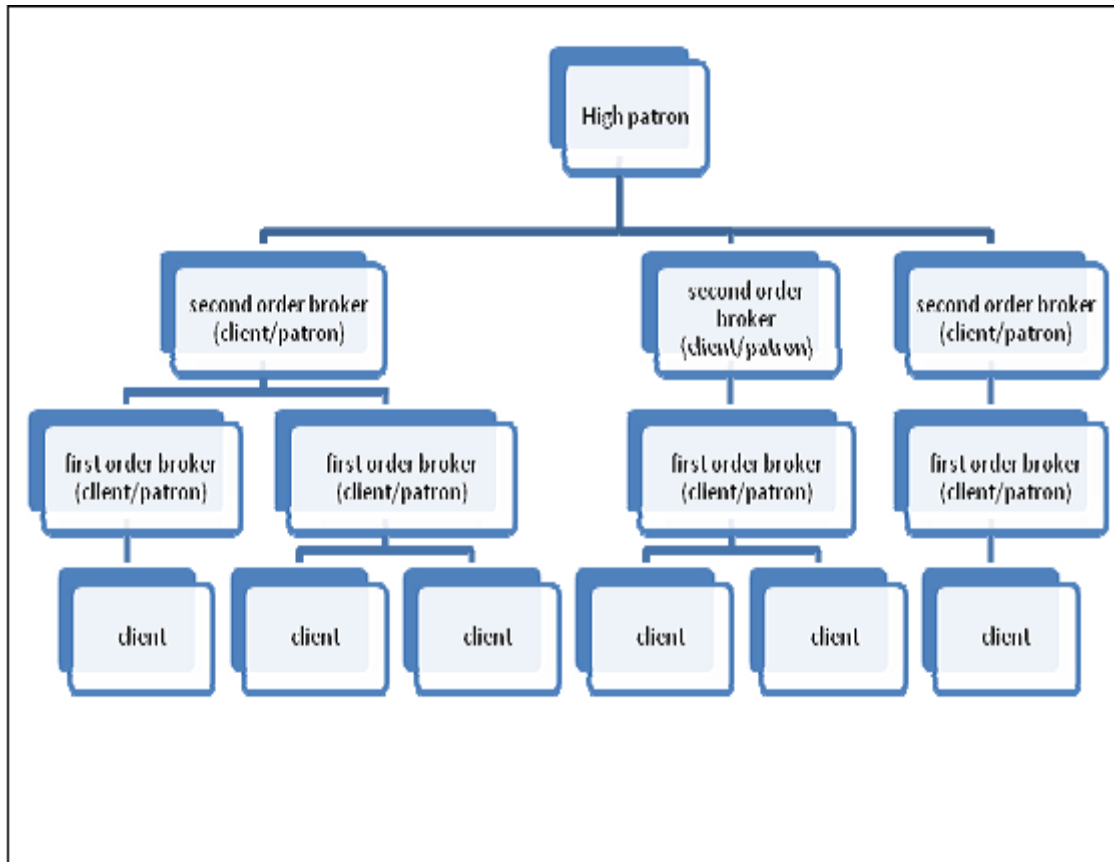 High patron
second order broker
(client/patron)
second order
broker
(client/patron)
second order broker
(client/patron)
first order broker
(client/patron)
first order broker
(client/patron)
first order broker
(client/patron)
first order broker
(client/patron)
client
client
client
client
client
client